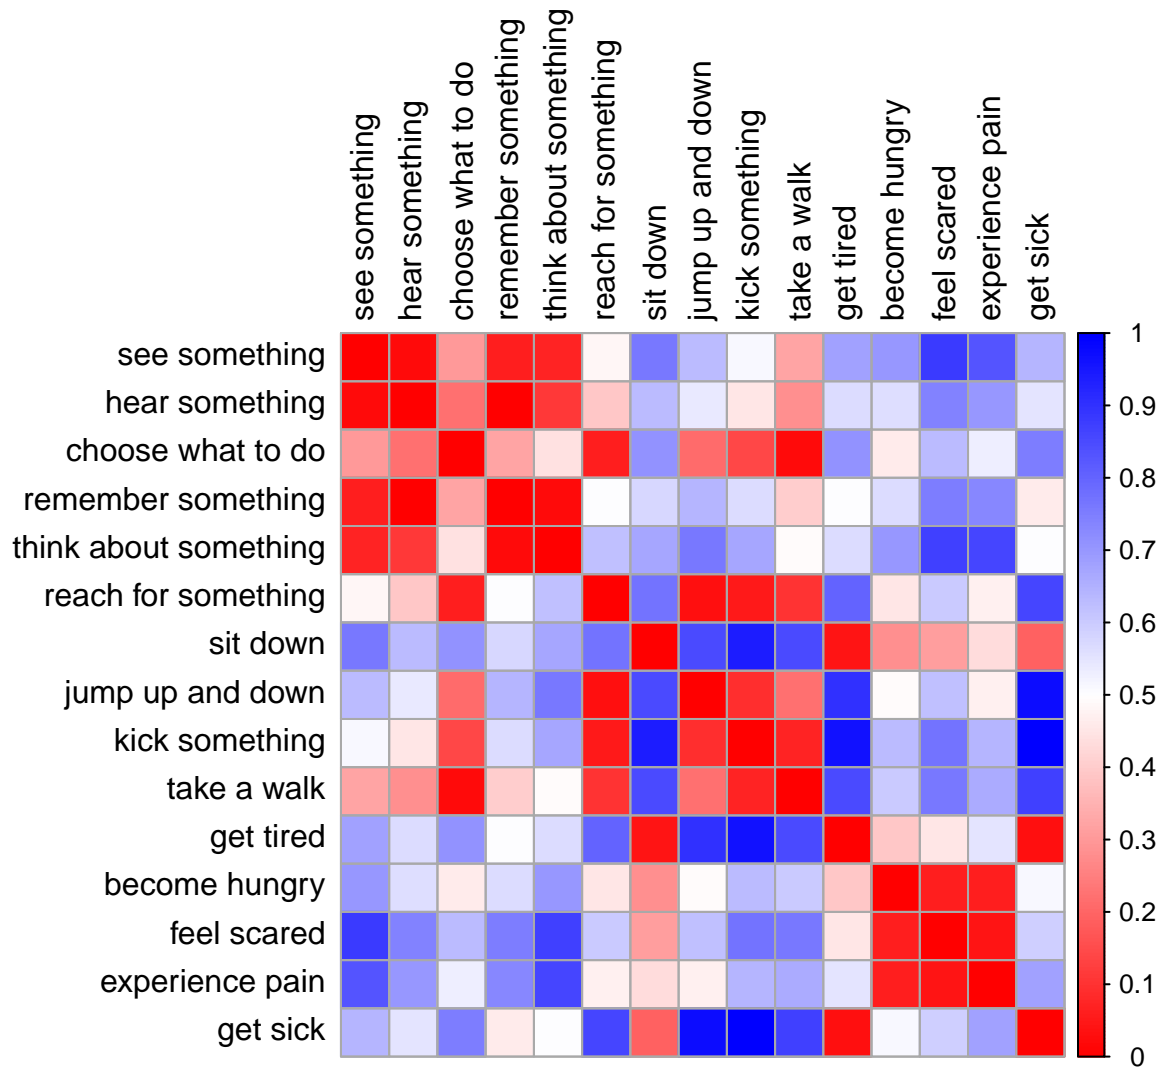 see something
hear something
choose what to do
remember something
think about something
reach for something
sit down
jump up and down
kick something
take a walk
get tired
become hungry
feel scared
experience pain
get sick
see something
hear something
choose what to do
remember something
think about something
reach for something
sit down
jump up and down
kick something
take a walk
get tired
become hungry
feel scared
experience pain
get sick
1
0.9
0.8
0.7
0.6
0.5
0.4
0.3
0.2
0.1
0